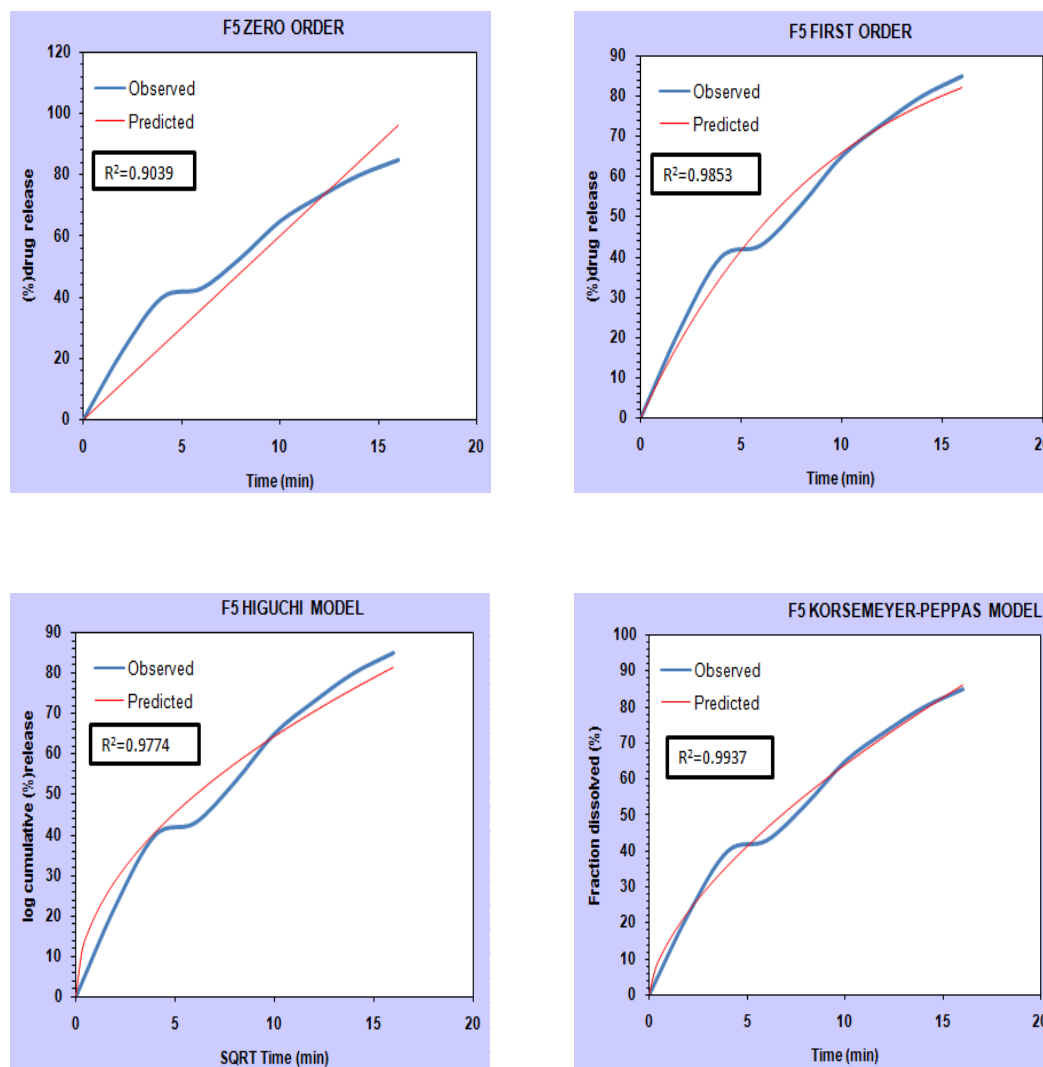 F5 ZERO ORDER
120
100
80
60
40
20
0
(%)drug release
Observed
Predicted
R²=0.9039
0 5 10 15 20
Time (min)
F5 FIRST ORDER
90
80
70
60
50
40
30
20
10
0
(%)drug release
Observed
Predicted
R²=0.9853
0 5 10 15 20
Time (min)
F5 HIGUCHI MODEL
90
80
70
60
50
40
30
20
10
0
log cumulative (%)release
Observed
Predicted
R²=0.9774
0 5 10 15 20
SQRT Time (min)
F5 KORSEMEYER-PEPPAS MODEL
100
90
80
70
60
50
40
30
20
10
0
Fraction dissolved (%)
Observed
Predicted
R²=0.9937
0 5 10 15 20
Time (min)